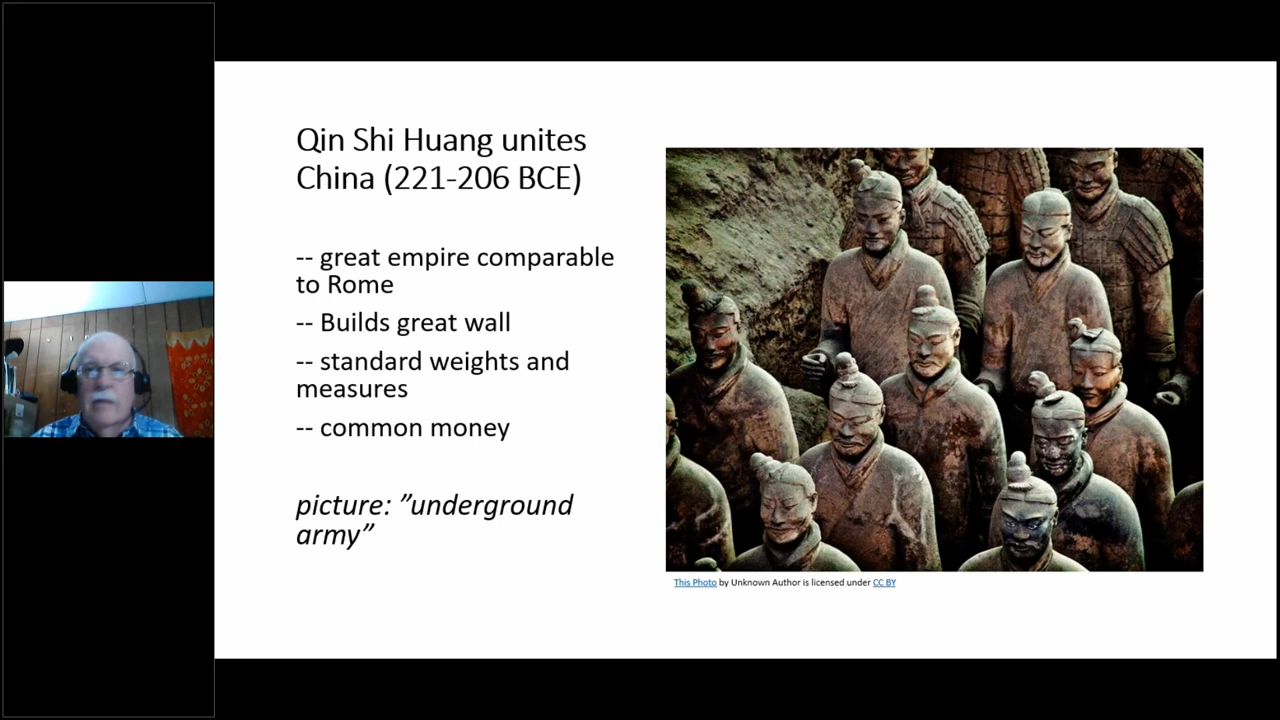 Qin Shi Huang unites
China (221-206 BCE)
-- great empire comparable
to Rome
-- Builds great wall
-- standard weights and
measures
-- common money
picture: ”underground
army”
This Photo by Unknown Author is licensed under CC BY